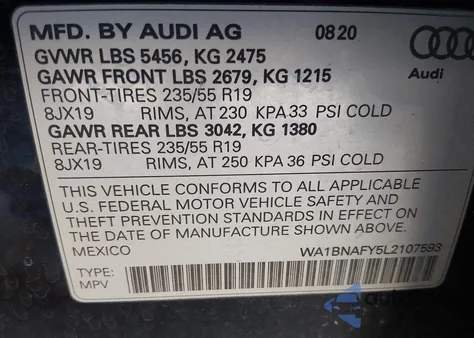 MFD. BY AUDI AG 08/20
GVWR LBS 5456, KG 2475
GAWR FRONT LBS 2679, KG 1215
Audi
FRONT-TIRES 235/55 R19
8JX19 RIMS, AT 230 KPA 33 PSI COLD
GAWR REAR LBS 3042, KG 1380
REAR-TIRES 235/55 R19
8JX19 RIMS, AT 250 KPA 36 PSI COLD
THIS VEHICLE CONFORMS TO ALL APPLICABLE
U.S. FEDERAL MOTOR VEHICLE SAFETY AND
THEFT PREVENTION STANDARDS IN EFFECT ON
THE DATE OF MANUFACTURE SHOWN ABOVE.
MEXICO WA1BNAFY5L2107593
TYPE:
MPV